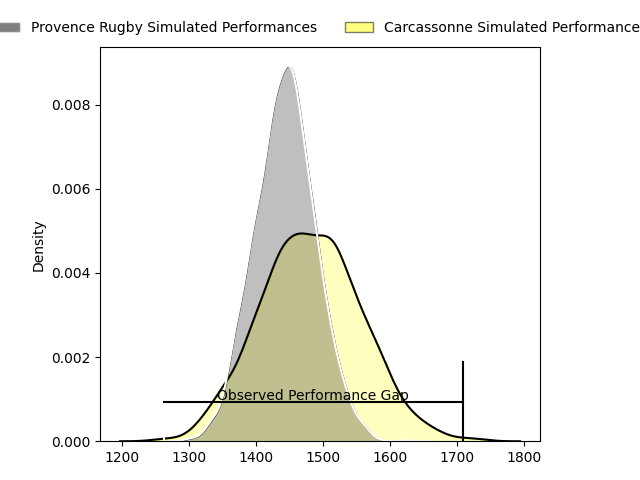 Provence Rugby Simulated Performances Carcassonne Simulated Performance
0.008
0.006
0.004
0.002
0.000
Density
Observed Performance Gap
1200 1300 1400 1500 1600 1700 1800